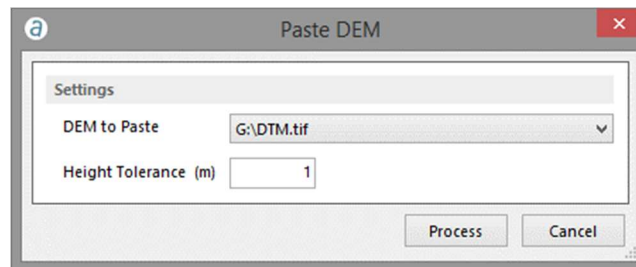 Paste DEM
Settings
DEM to Paste G:\DTM.tif
Height Tolerance (m) 1
Process Cancel